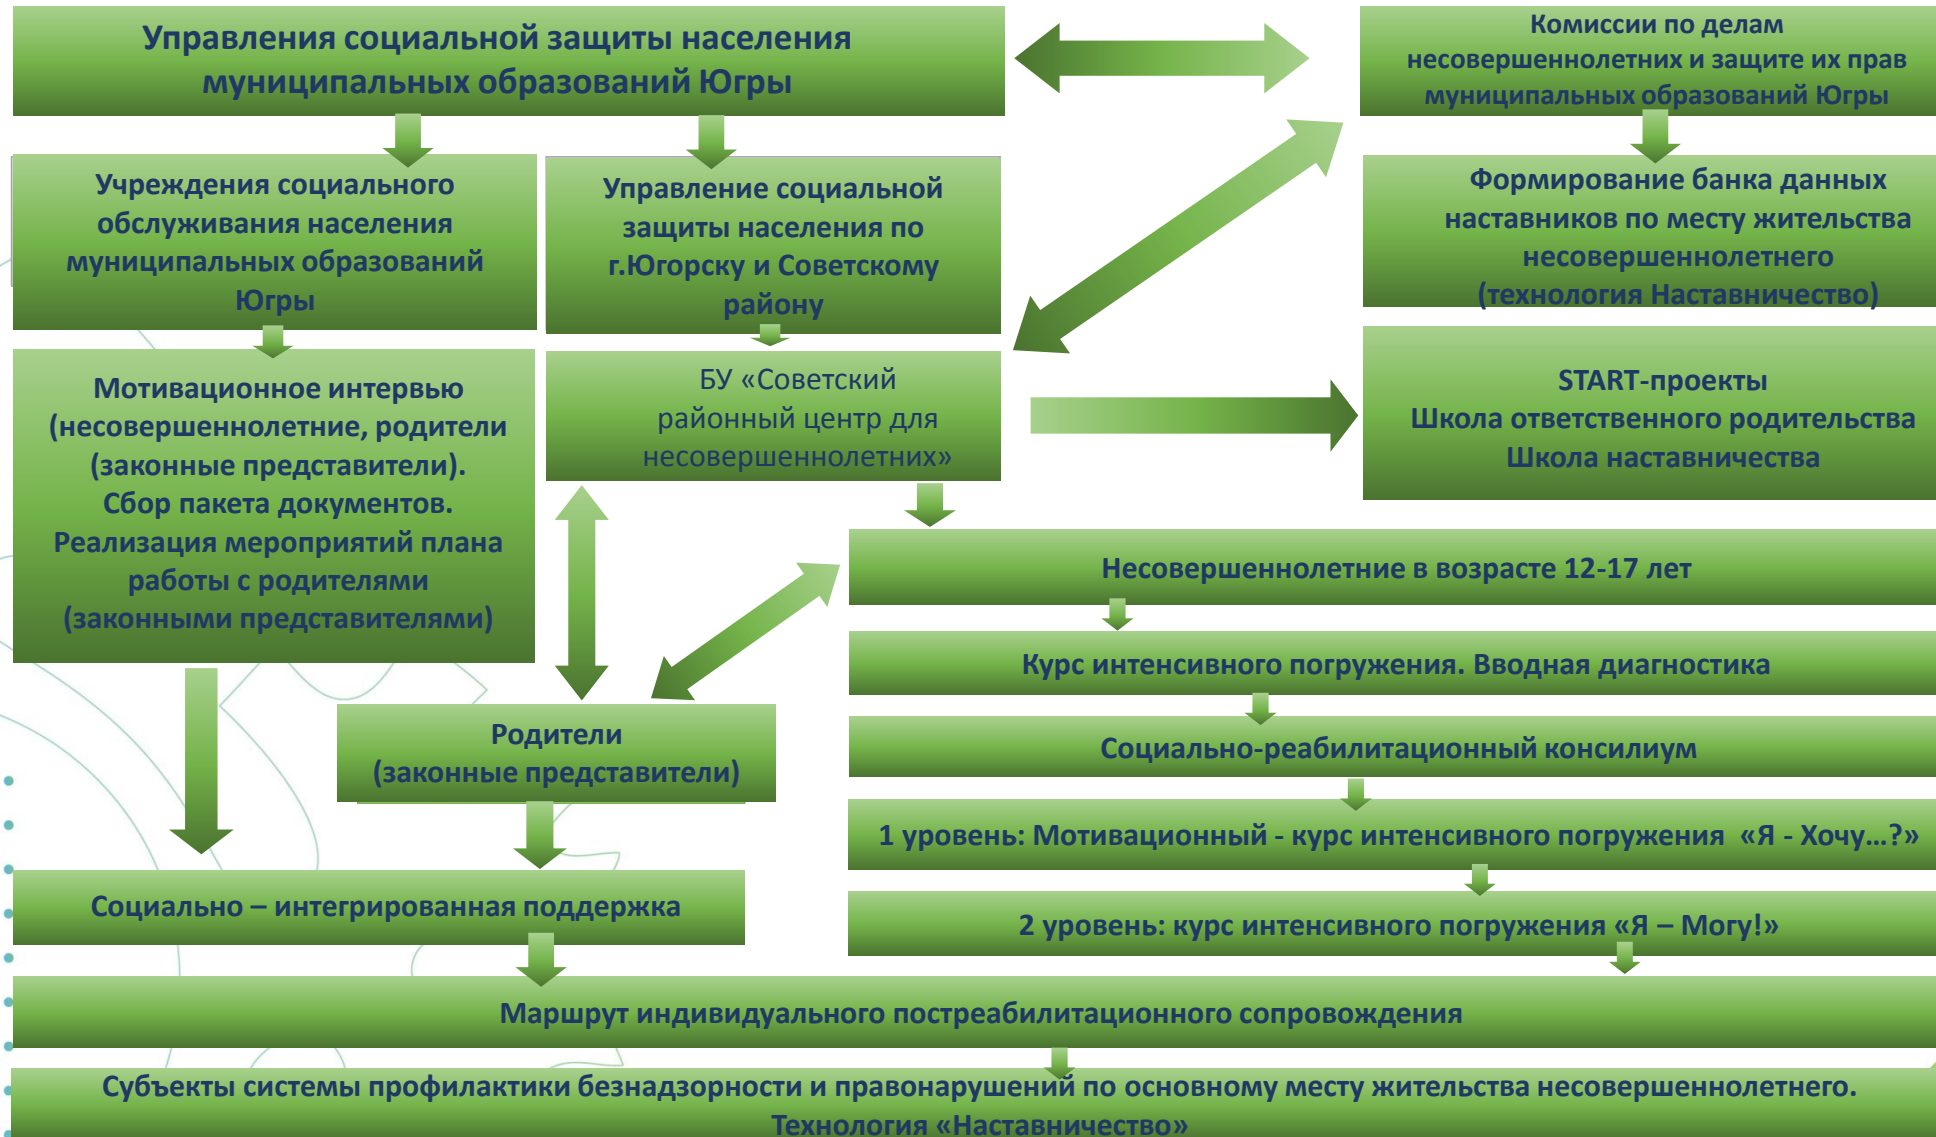 Управления социальной защиты населения
муниципальных образований Югры
Комиссии по делам
несовершеннолетних и защите их прав
муниципальных образований Югры
Учреждения социального
обслуживания населения
муниципальных образований
Югры
Управление социальной
защиты населения по
г.Югорску и Советскому
району
Формирование банка данных
наставников по месту жительства
несовершеннолетнего
(технология Наставничество)
Мотивационное интервью
(несовершеннолетние, родители
(законные представители).
Сбор пакета документов.
Реализация мероприятий плана
работы с родителями
(законными представителями)
БУ «Советский
районный центр для
несовершеннолетних»
START-проекты
Школа ответственного родительства
Школа наставничества
Несовершеннолетние в возрасте 12-17 лет
Курс интенсивного погружения. Вводная диагностика
Родители
(законные представители)
Социально-реабилитационный консилиум
1 уровень: Мотивационный - курс интенсивного погружения «Я - Хочу…?»
Социально – интегрированная поддержка
2 уровень: курс интенсивного погружения «Я – Могу!»
Маршрут индивидуального постреабилитационного сопровождения
Субъекты системы профилактики безнадзорности и правонарушений по основному месту жительства несовершеннолетнего.
Технология «Наставничество»